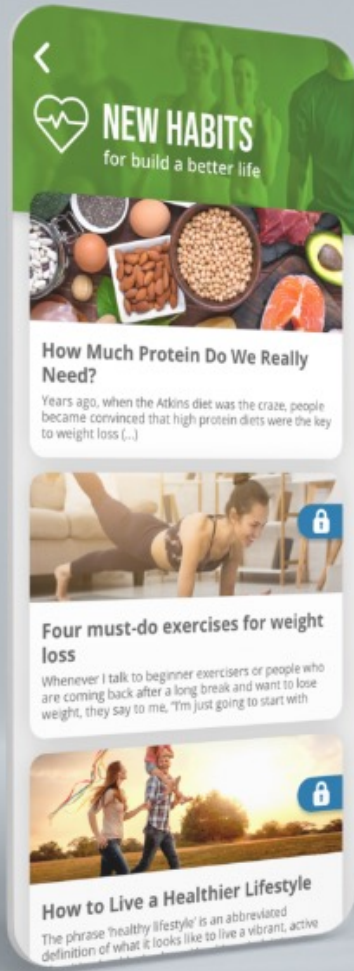 NEW HABITS
for build a better life
How Much Protein Do We Really
Need?
Years ago, when the Atkins diet was the craze, people
became convinced that high protein diets were the key
to weight loss (...)
Four must-do exercises for weight
loss
Whenever I talk to beginner exercisers or people who
are coming back after a long break and want to lose
weight, they say to me, "I'm just going to start with
How to Live a Healthier Lifestyle
The phrase 'healthy lifestyle' is an abbreviated
definition of what it looks like to live a vibrant, active